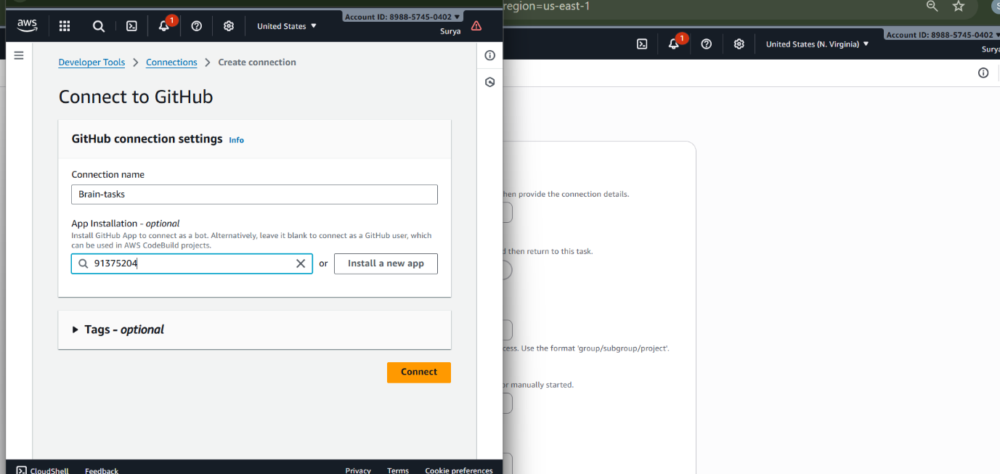 region=us-east-1
aws
1
United States ▼
Account ID: 8988-5745-0402 ▼
Surya
1
United States (N. Virginia) ▼
Account ID: 8988-5745-0402
Developer Tools > Connections > Create connection
Connect to GitHub
GitHub connection settings Info
Connection name
Brain-tasks
App Installation - optional
Install GitHub App to connect as a bot. Alternatively, leave it blank to connect as a GitHub user, which
can be used in AWS CodeBuild projects.
91375204
or
Install a new app
Tags - optional
Connect
provide the connection details.
then return to this task.
Use the format 'group/subgroup/project'.
or manually started.
CloudShell
Feedback
Privacy
Terms
Cookie preferences